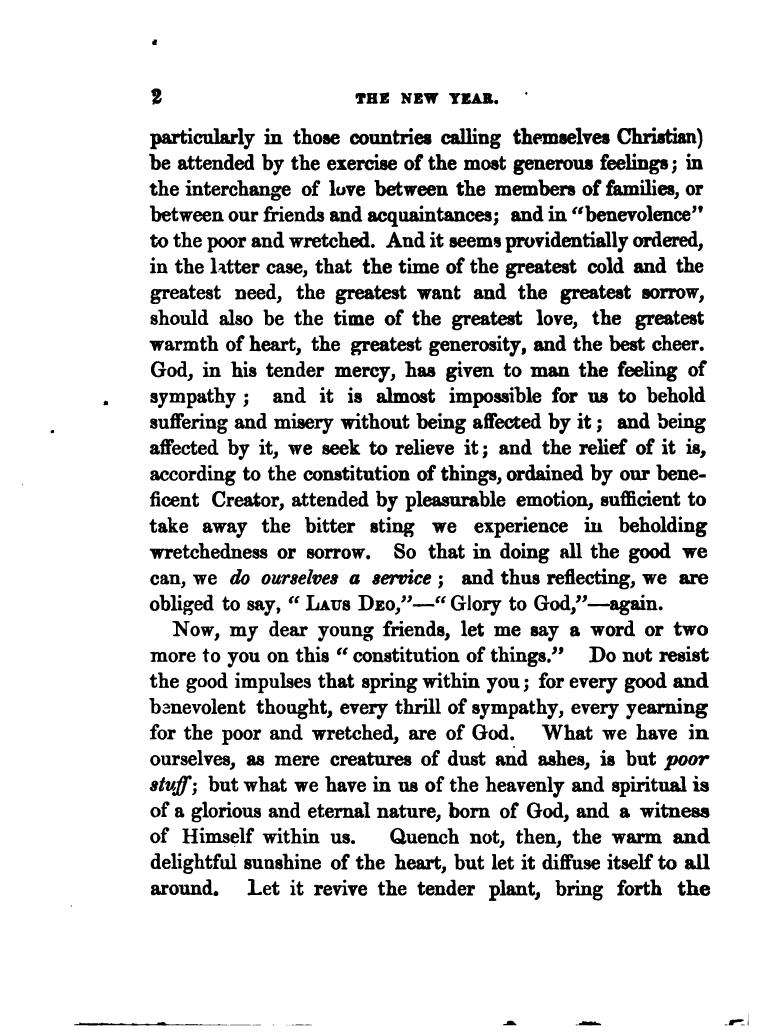 2 THE NEW YEAR.
particularly in those countries calling themselves Christian)
be attended by the exercise of the most generous feelings; in
the interchange of love between the members of families, or
between our friends and acquaintances; and in "benevolence"
to the poor and wretched. And it seems providentially ordered,
in the latter case, that the time of the greatest cold and the
greatest need, the greatest want and the greatest sorrow,
should also be the time of the greatest love, the greatest
warmth of heart, the greatest generosity, and the best cheer.
God, in his tender mercy, has given to man the feeling of
sympathy; and it is almost impossible for us to behold
suffering and misery without being affected by it; and being
affected by it, we seek to relieve it; and the relief of it is,
according to the constitution of things, ordained by our bene-
ficent Creator, attended by pleasurable emotion, sufficient to
take away the bitter sting we experience in beholding
wretchedness or sorrow. So that in doing all the good we
can, we do ourselves a service; and thus reflecting, we are
obliged to say, "LAUS DEO,"—"Glory to God,"—again.
Now, my dear young friends, let me say a word or two
more to you on this "constitution of things." Do not resist
the good impulses that spring within you; for every good and
benevolent thought, every thrill of sympathy, every yearning
for the poor and wretched, are of God. What we have in
ourselves, as mere creatures of dust and ashes, is but poor
stuff; but what we have in us of the heavenly and spiritual is
of a glorious and eternal nature, born of God, and a witness
of Himself within us. Quench not, then, the warm and
delightful sunshine of the heart, but let it diffuse itself to all
around. Let it revive the tender plant, bring forth the